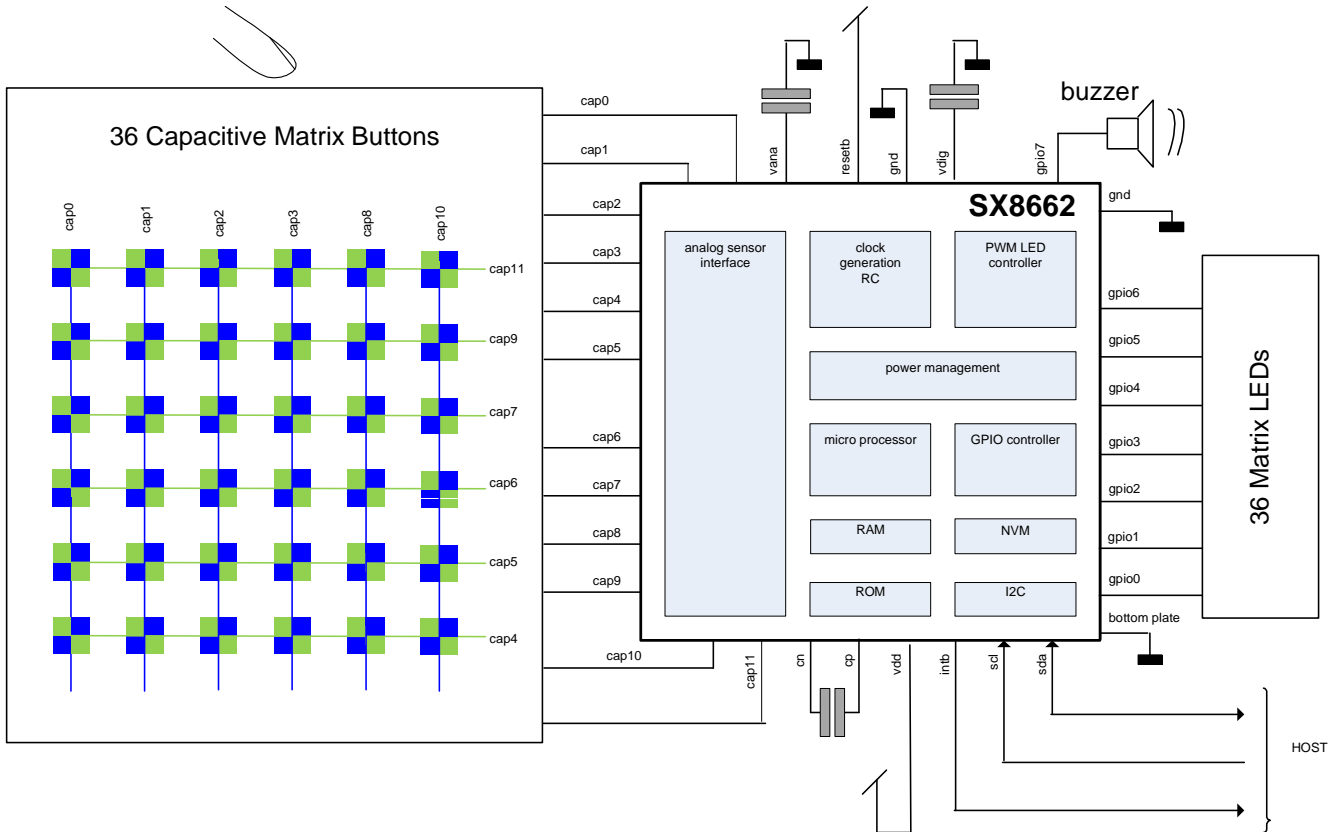 36 Capacitive Matrix Buttons
cap0
cap1
cap2
cap3
cap8
cap10
cap11
cap9
cap7
cap6
cap5
cap4
cap0
cap1
cap2
cap3
cap4
cap5
cap6
cap7
cap8
cap9
cap10
cap11
vana
resetb
gnd
vdig
gpio7
buzzer
SX8662
analog sensor
interface
clock
generation
RC
PWM LED
controller
power management
micro processor
GPIO controller
RAM
NVM
ROM
I2C
gnd
gpio6
gpio5
gpio4
gpio3
gpio2
gpio1
gpio0
bottom plate
36 Matrix LEDs
cn
cp
vdd
intb
scl
sda
HOST